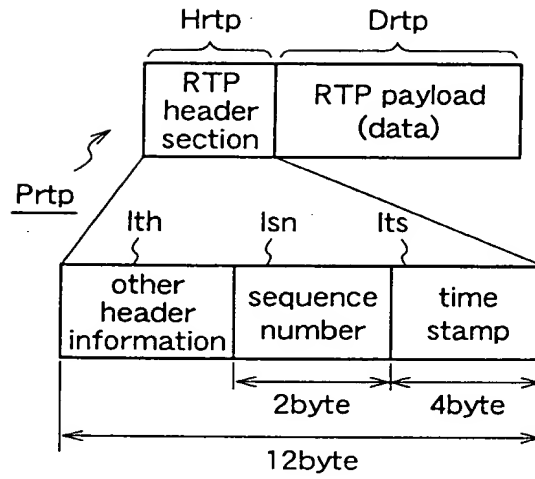 Hrtp
Drtp
RTP
header
section
RTP payload
(data)
Prtp
Ith
Isn
Its
other
header
information
sequence
number
time
stamp
2byte
4byte
12byte